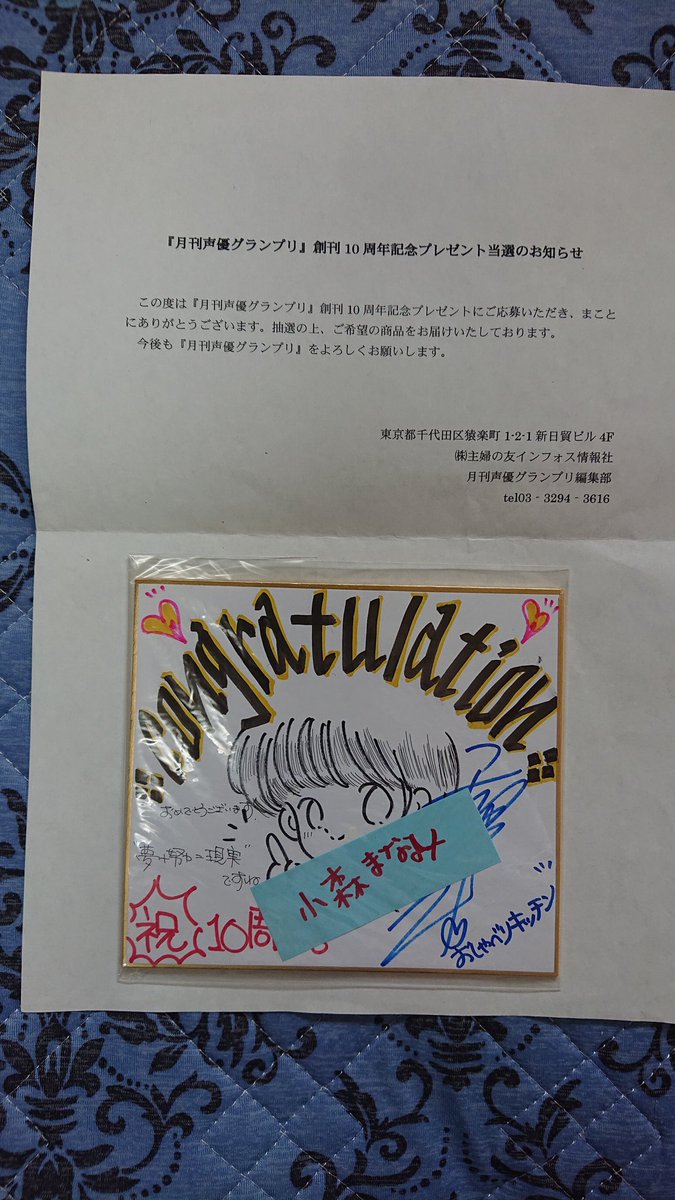 『月刊声優グランプリ』創刊10周年記念プレゼント当選のお知らせ
この度は『月刊声優グランプリ』創刊10周年記念プレゼントにご応募いただき、まこと
にありがとうございます。抽選の上、ご希望の商品をお届けいたしております。
今後も『月刊声優グランプリ』をよろしくお願いします。
東京都千代田区猿楽町1-2-1新日貿ビル4F
㈱主婦の友インフォス情報社
月刊声優グランプリ編集部
tel03‐3294‐3616
congratulation
おめでとうございます
"夢+努力=現実"
ですね
小森まなみ
祝10周
おしゃべりキッチン